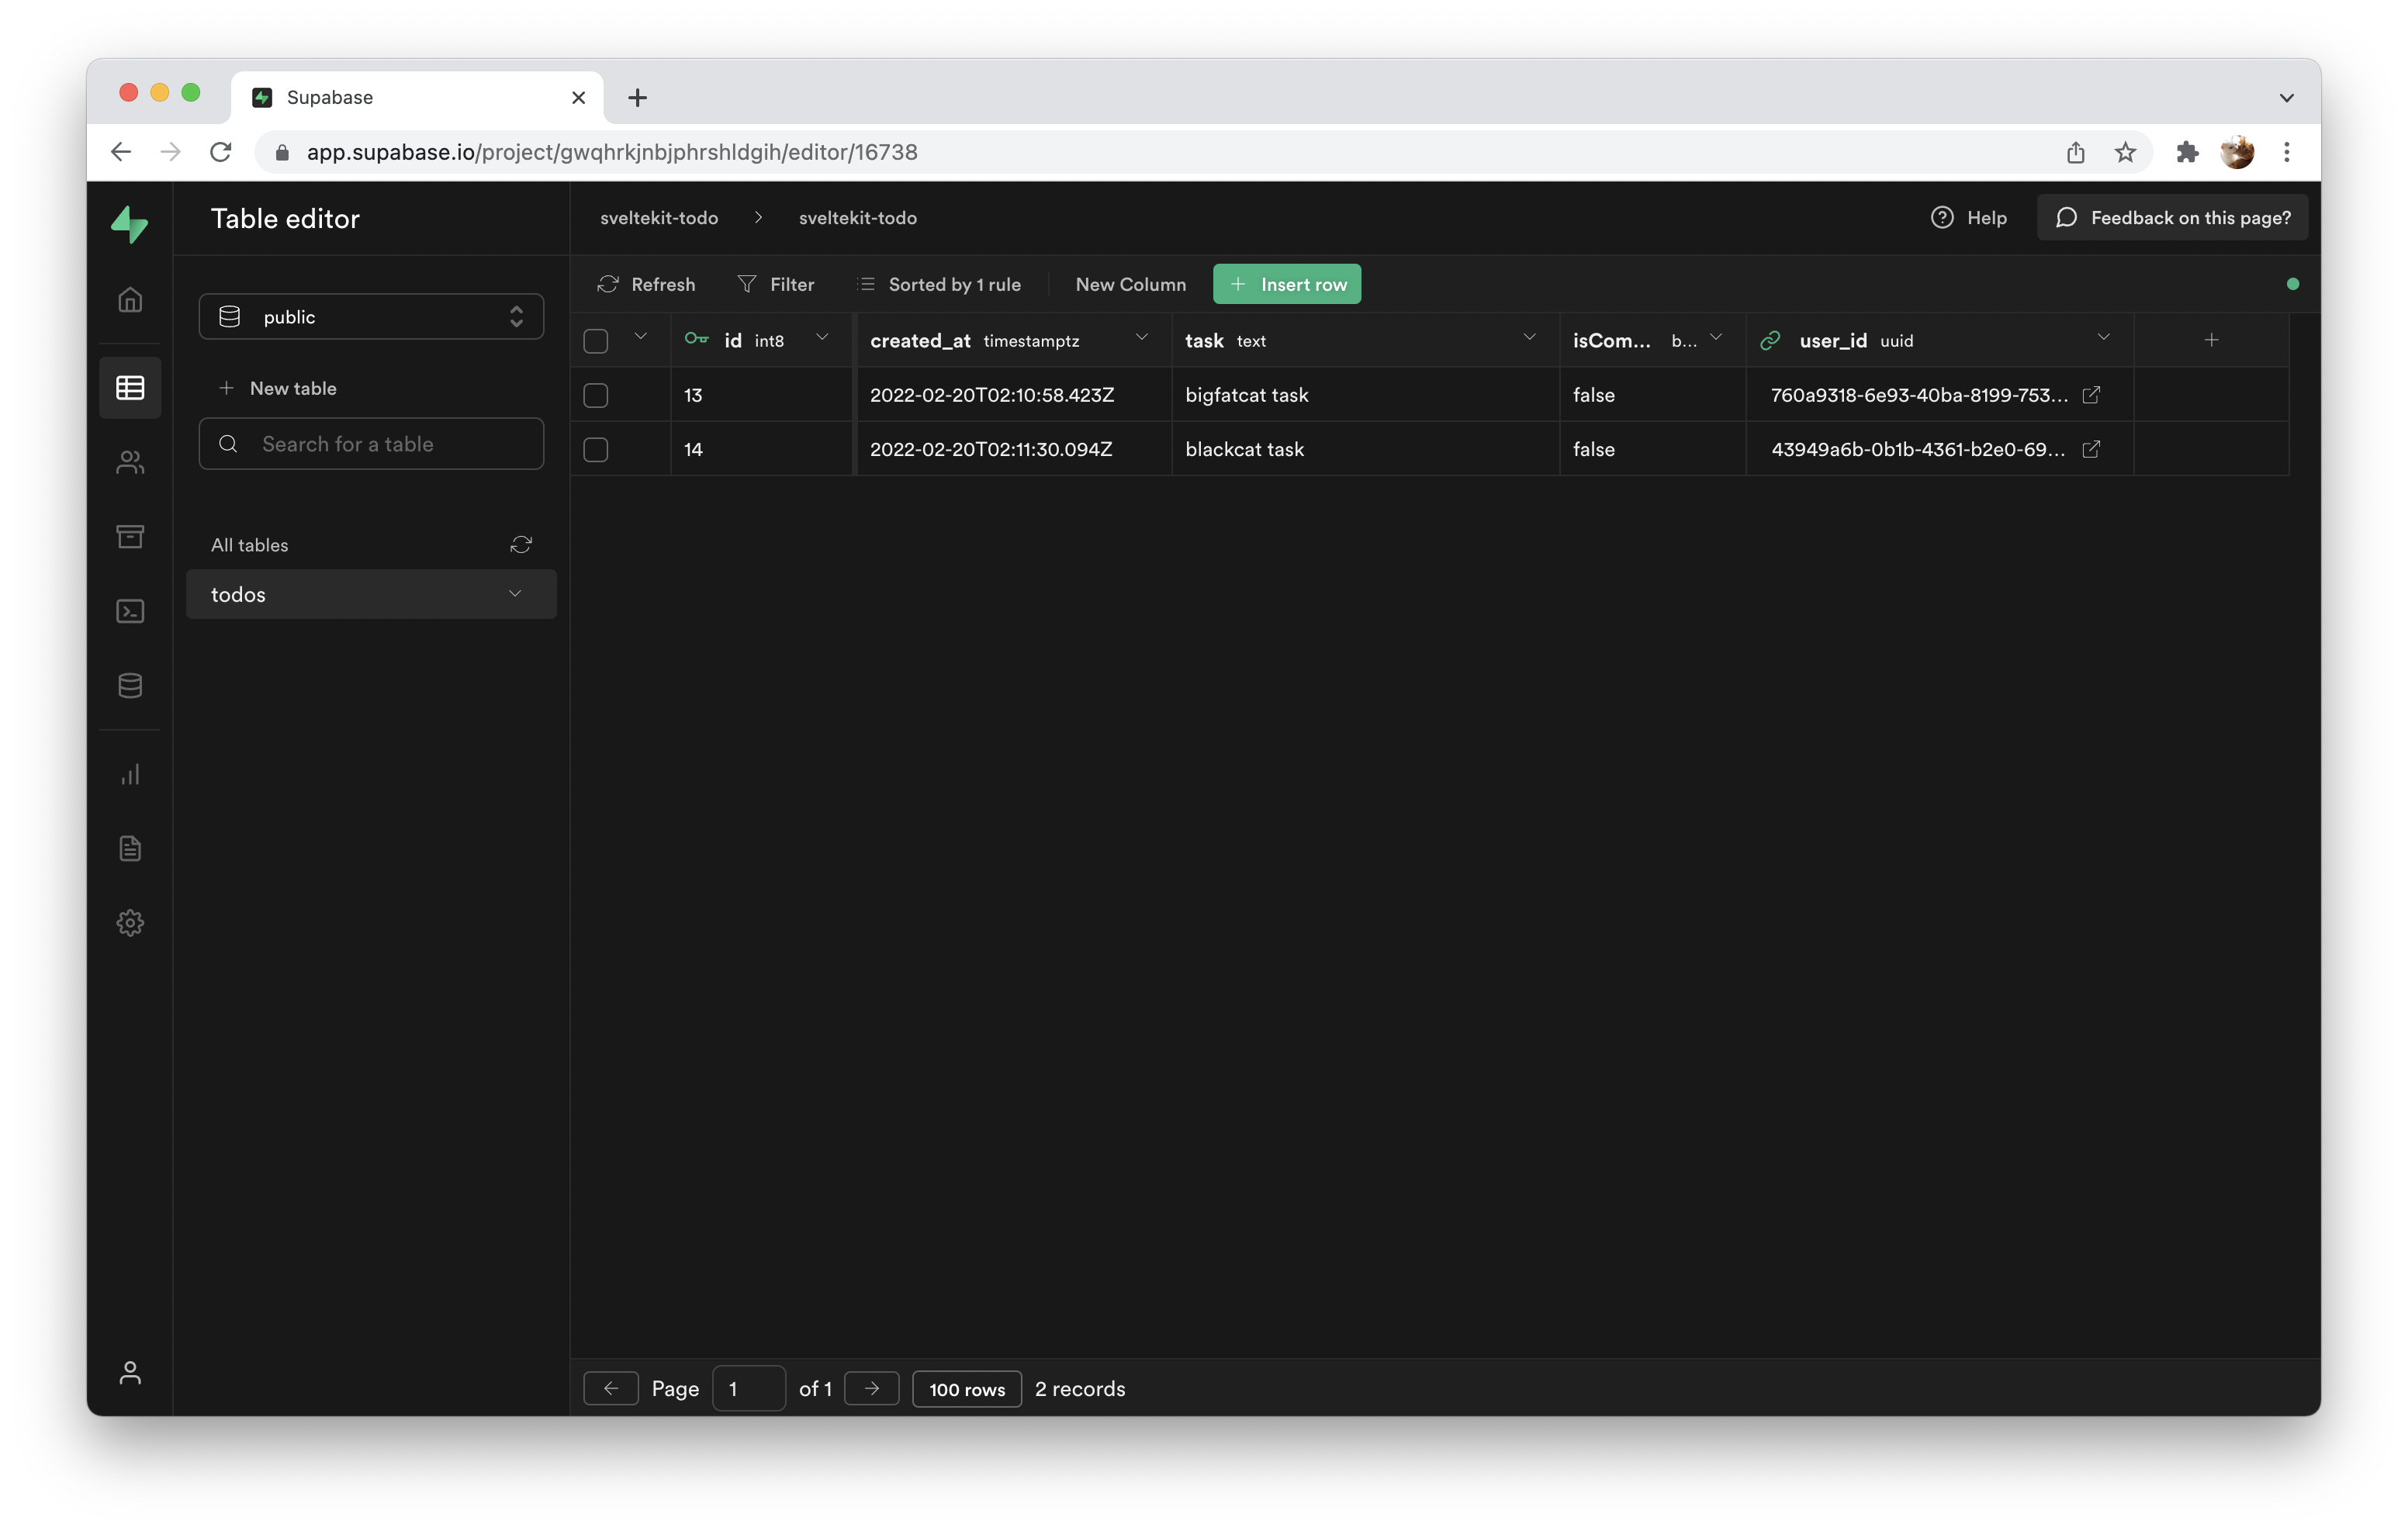 Supabase
app.supabase.io/project/gwqhrkjnbjphrshldgih/editor/16738
Table editor
sveltekit-todo > sveltekit-todo
Help
Feedback on this page?
public
Refresh Filter Sorted by 1 rule New Column + Insert row
+ New table
Search for a table
All tables
todos
id int8 created_at timestamptz task text isCom... b... user_id uuid
13 2022-02-20T02:10:58.423Z bigfatcat task false 760a9318-6e93-40ba-8199-753...
14 2022-02-20T02:11:30.094Z blackcat task false 43949a6b-0b1b-4361-b2e0-69...
Page 1 of 1 100 rows 2 records